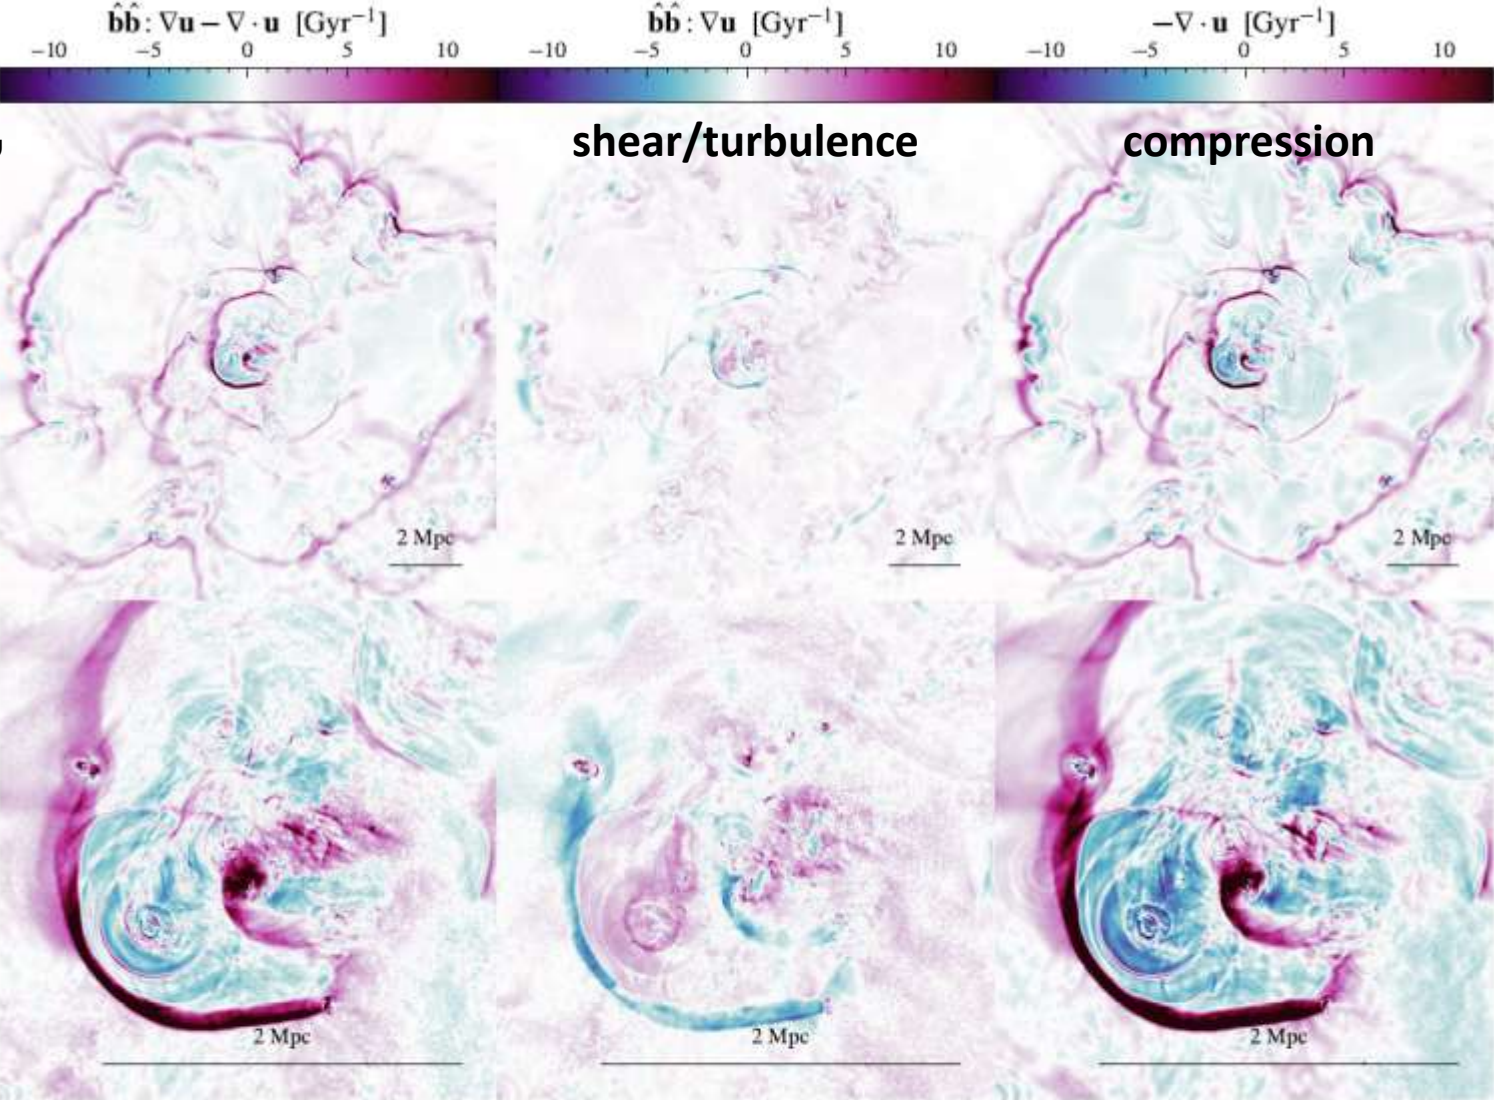 b̂b̂ : ∇u − ∇ · u [Gyr⁻¹]
b̂b̂ : ∇u [Gyr⁻¹]
−∇ · u [Gyr⁻¹]
−10 −5 0 5 10
−10 −5 0 5 10
−10 −5 0 5 10
shear/turbulence
compression
2 Mpc
2 Mpc
2 Mpc
2 Mpc
2 Mpc
2 Mpc